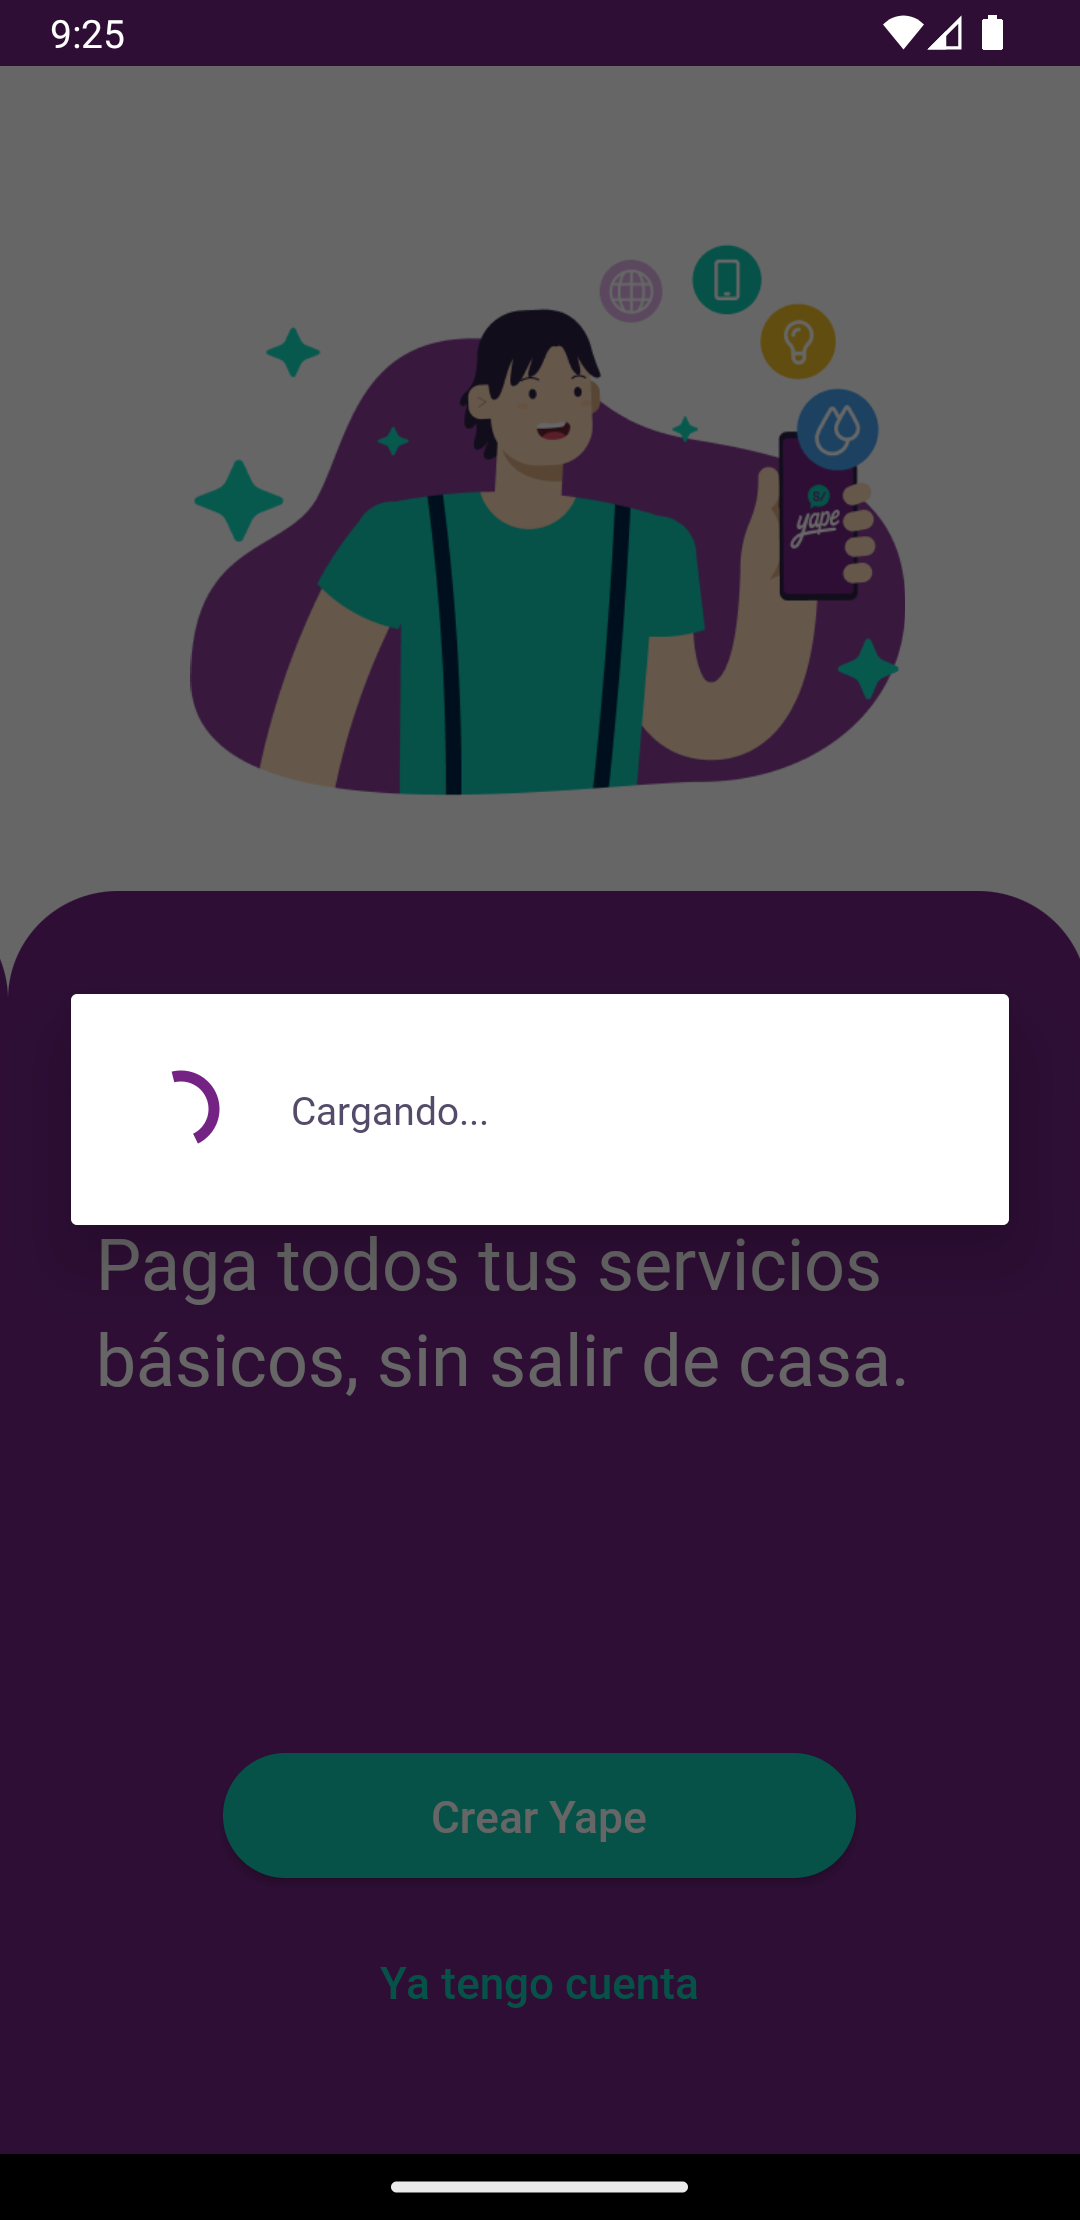 9:25
S/
yape
Cargando...
Paga todos tus servicios
básicos, sin salir de casa.
Crear Yape
Ya tengo cuenta